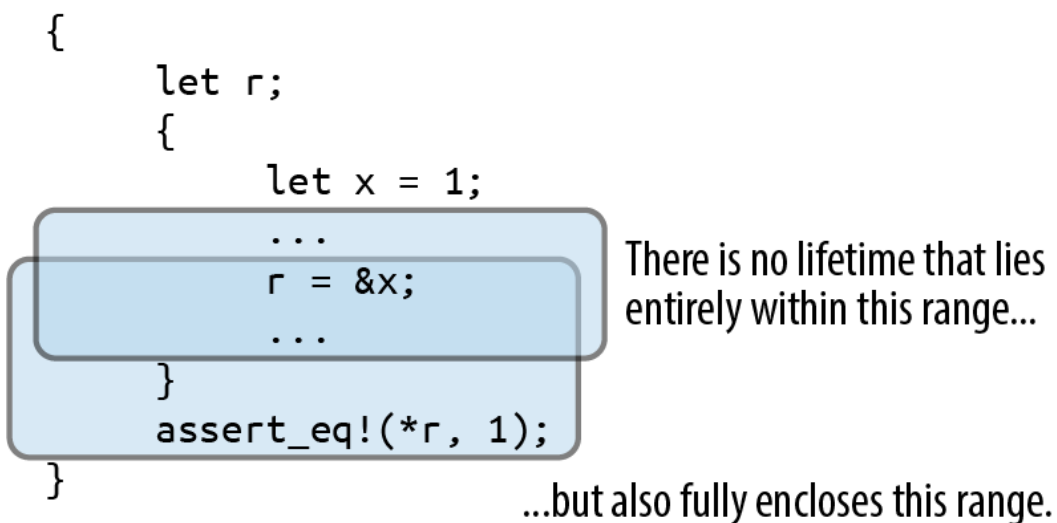 {
let r;
{
let x = 1;
...
r = &x;
...
}
assert_eq!(*r, 1);
}
There is no lifetime that lies
entirely within this range...
...but also fully encloses this range.